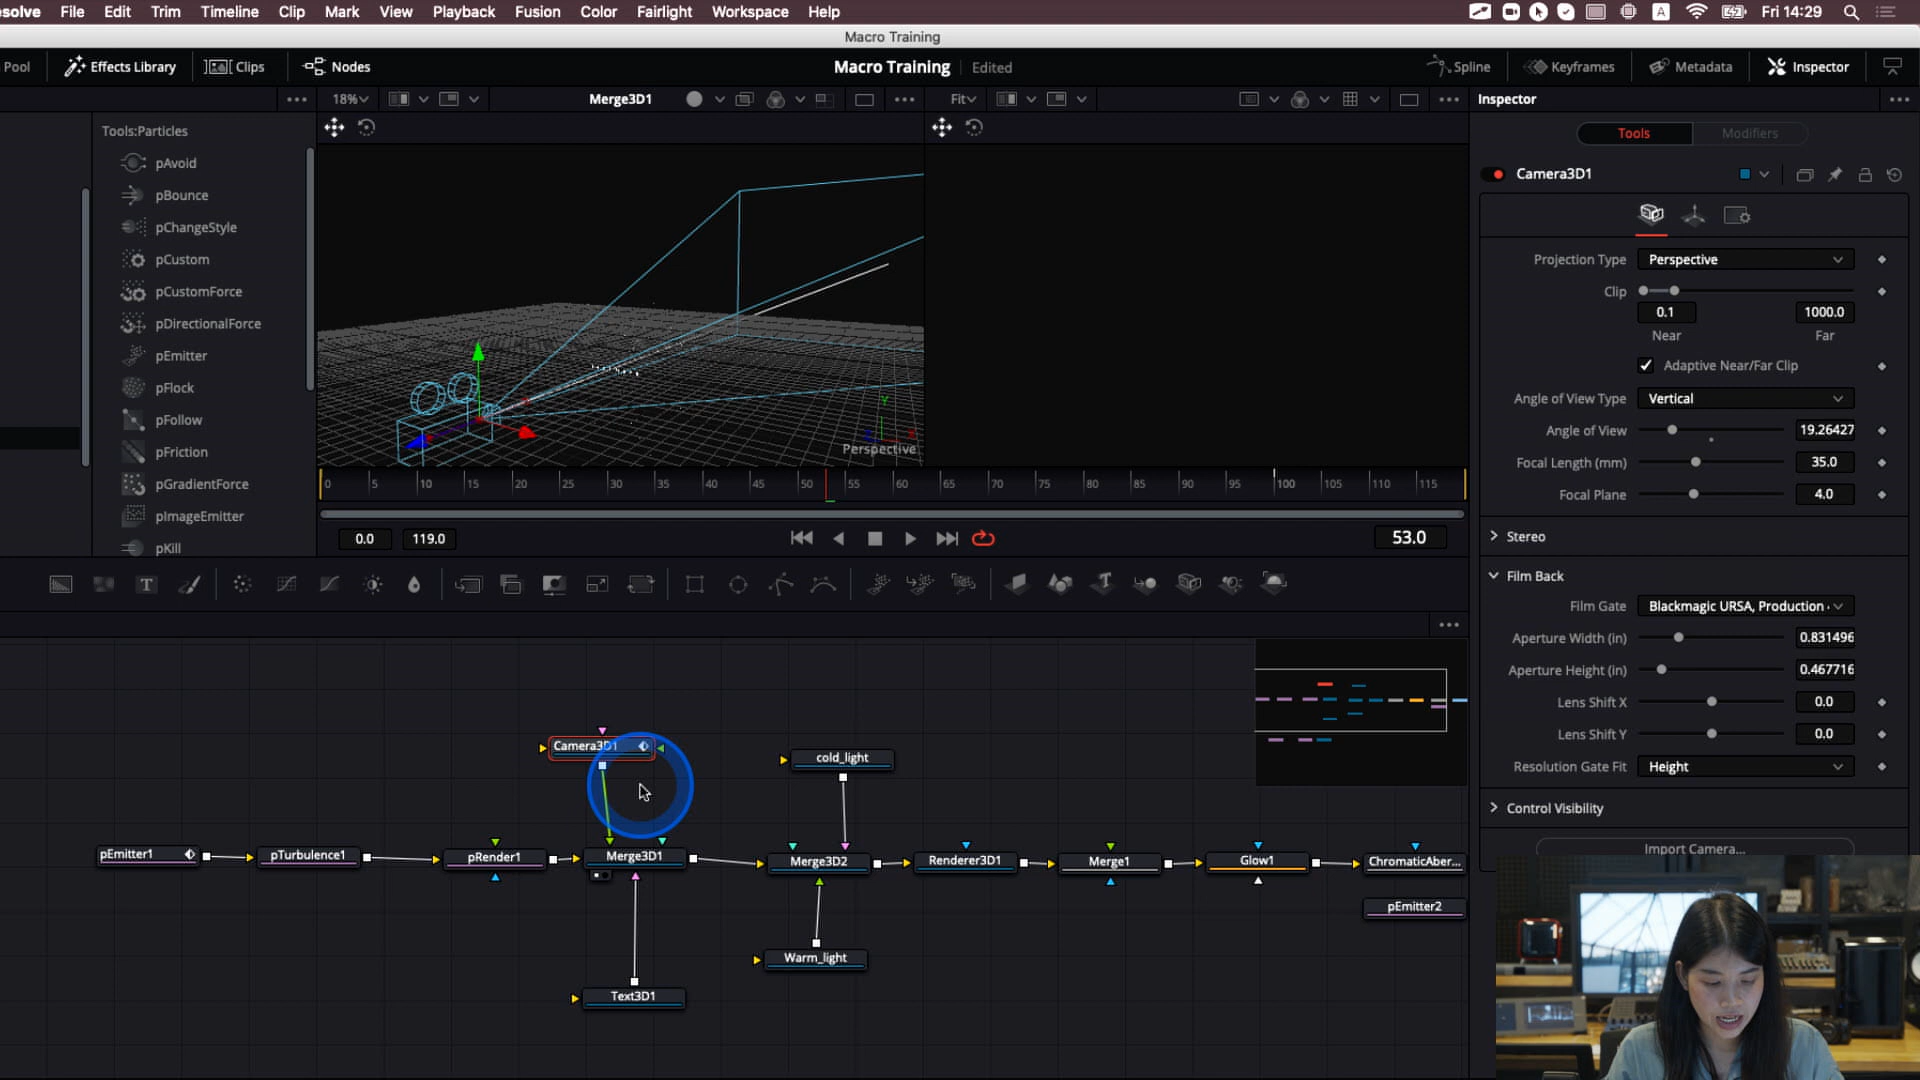 solve File Edit Trim Timeline Clip Mark View Playback Fusion Color Fairlight Workspace Help A Fri 14:29
Macro Training
Pool Effects Library Clips Nodes Macro Training Edited Spline Keyframes Metadata Inspector
18% Merge3D1 Fit Inspector
Tools:Particles
pAvoid
pBounce
pChangeStyle
pCustom
pCustomForce
pDirectionalForce
pEmitter
pFlock
pFollow
pFriction
pGradientForce
pImageEmitter
pKill
Y
Perspective
0 5 10 15 20 25 30 35 40 45 50 55 60 65 70 75 80 85 90 95 100 105 110 115
0.0 119.0 53.0
Tools Modifiers
Camera3D1
Projection Type Perspective
Clip
0.1 1000.0
Near Far
Adaptive Near/Far Clip
Angle of View Type Vertical
Angle of View 19.26427
Focal Length (mm) 35.0
Focal Plane 4.0
Stereo
Film Back
Film Gate Blackmagic URSA, Production
Aperture Width (in) 0.831496
Aperture Height (in) 0.467716
Lens Shift X 0.0
Lens Shift Y 0.0
Resolution Gate Fit Height
Control Visibility
Import Camera...
Camera3D1
cold_light
pEmitter1 pTurbulence1 pRender1 Merge3D1 Merge3D2 Renderer3D1 Merge1 Glow1 ChromaticAber...
pEmitter2
Warm_light
Text3D1